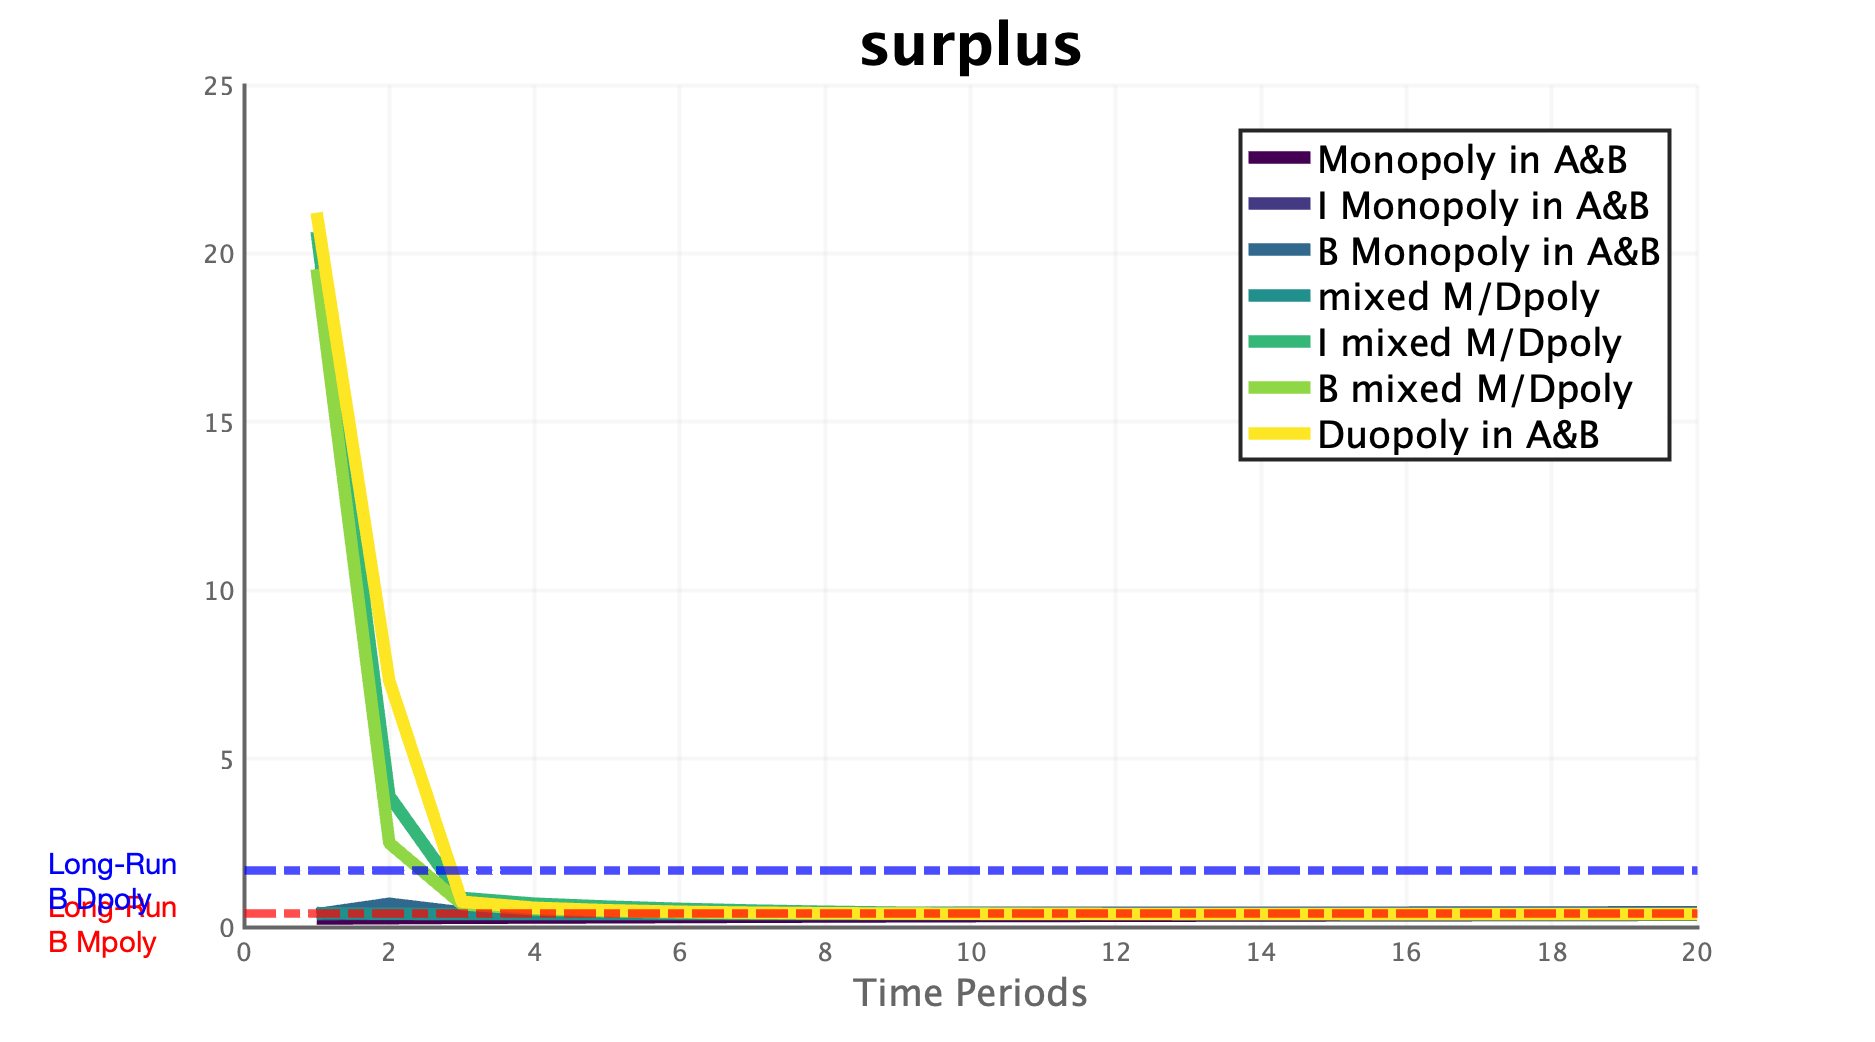 surplus
25
20
15
10
5
0
Monopoly in A&B
I Monopoly in A&B
B Monopoly in A&B
mixed M/Dpoly
I mixed M/Dpoly
B mixed M/Dpoly
Duopoly in A&B
Long-Run
B Dpoly
Long-Run
B Mpoly
0 2 4 6 8 10 12 14 16 18 20
Time Periods